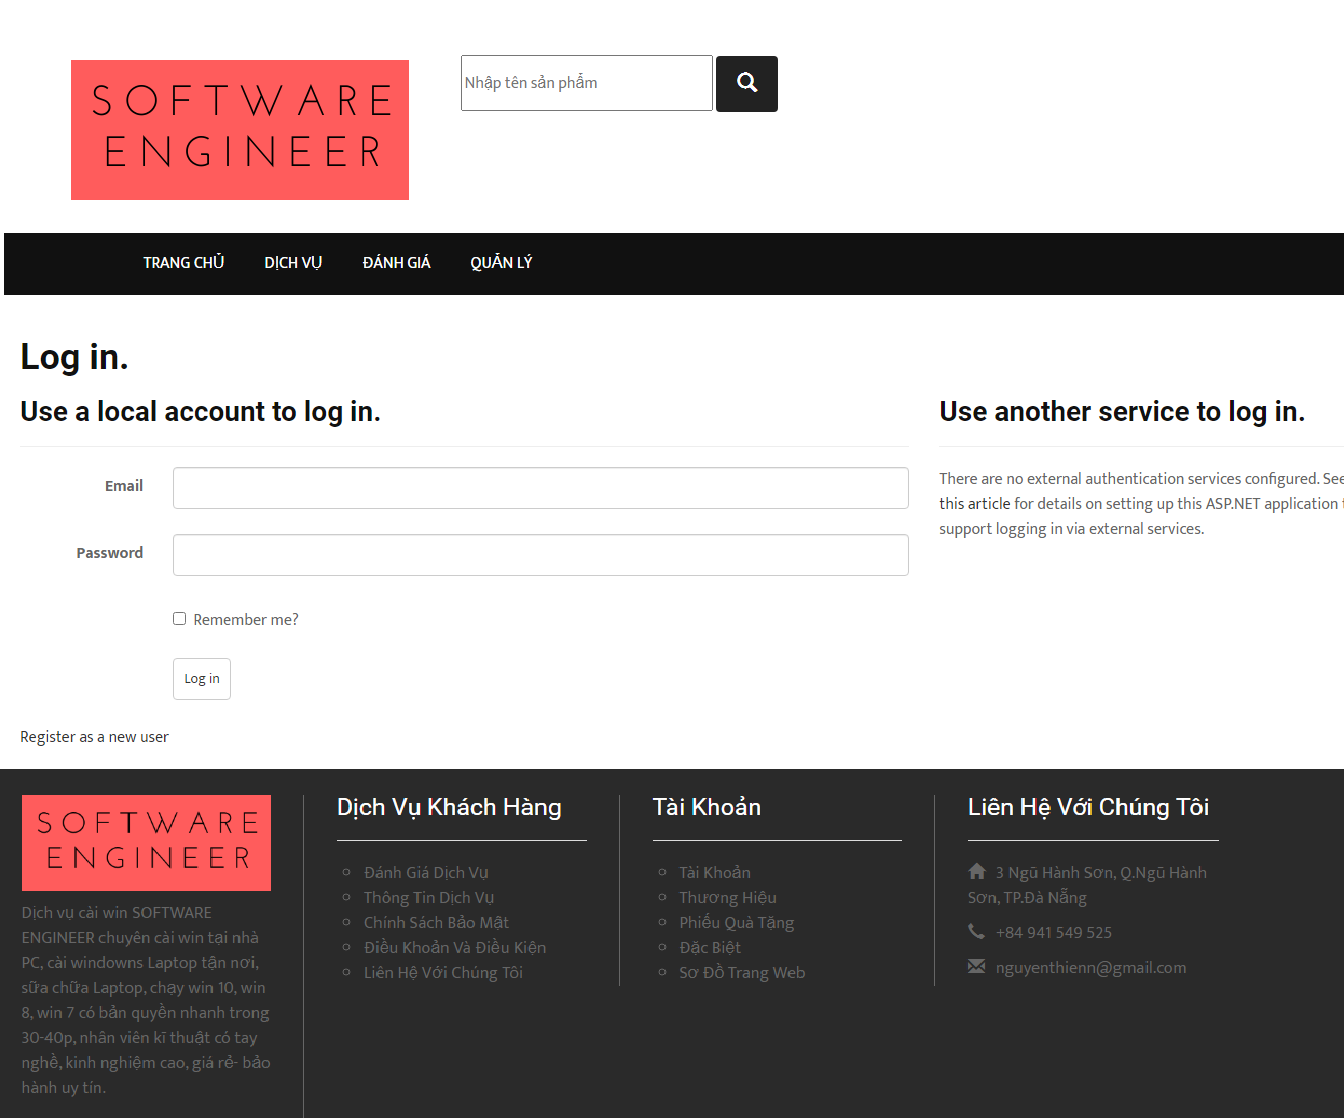 SOFTWARE
ENGINEER
Nhập tên sản phẩm
TRANG CHỦ DỊCH VỤ ĐÁNH GIÁ QUẢN LÝ
Log in.
Use a local account to log in.
Email
Password
Remember me?
Log in
Register as a new user
Use another service to log in.
There are no external authentication services configured. See
this article for details on setting up this ASP.NET application
support logging in via external services.
SOFTWARE
ENGINEER
Dịch vụ cài win SOFTWARE
ENGINEER chuyên cài win tại nhà
PC, cài windowns Laptop tận nơi,
sữa chữa Laptop, chạy win 10, win
8, win 7 có bản quyền nhanh trong
30-40p, nhân viên kĩ thuật có tay
nghề, kinh nghiệm cao, giá rẻ- bảo
hành uy tín.
Dịch Vụ Khách Hàng
Đánh Giá Dịch Vụ
Thông Tin Dịch Vụ
Chính Sách Bảo Mật
Điều Khoản Và Điều Kiện
Liên Hệ Với Chúng Tôi
Tài Khoản
Tài Khoản
Thương Hiệu
Phiếu Quà Tặng
Đặc Biệt
Sơ Đồ Trang Web
Liên Hệ Với Chúng Tôi
3 Ngũ Hành Sơn, Q.Ngũ Hành
Sơn, TP.Đà Nẵng
+84 941 549 525
nguyenthienn@gmail.com